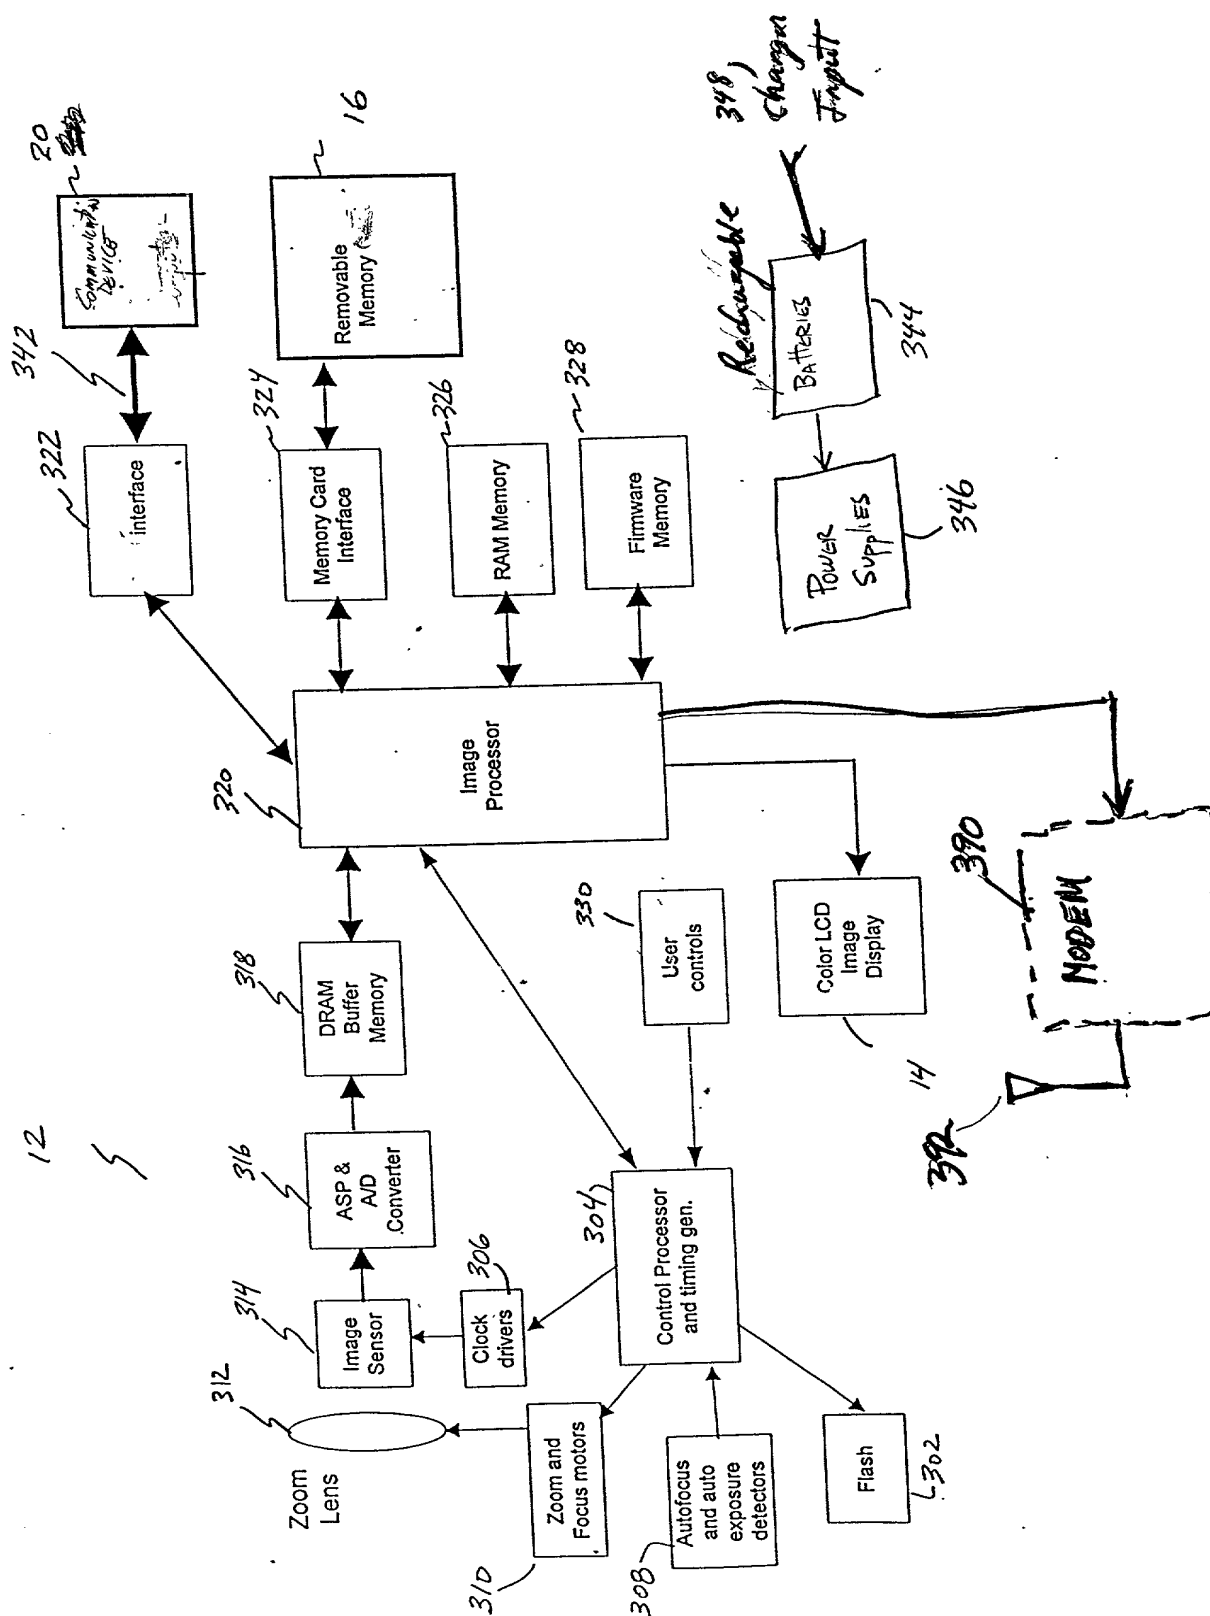 12
Zoom
Lens
312
314
Image
Sensor
316
ASP &
A/D
Converter
318
DRAM
Buffer
Memory
320
Image
Processor
322
interface
342
20
COMMUNICATION
DEVICE
324
Memory Card
Interface
Removable
Memory
16
326
RAM Memory
328
Firmware
Memory
306
Clock
drivers
310
Zoom and
Focus motors
304
Control Processor
and timing gen.
330
User
controls
308
Autofocus
and auto
exposure
detectors
Flash
302
Color LCD
Image
Display
14
Rechargeable
BATTERIES
344
POWER
SUPPLIES
346
348,
Input
390
MODEM
392